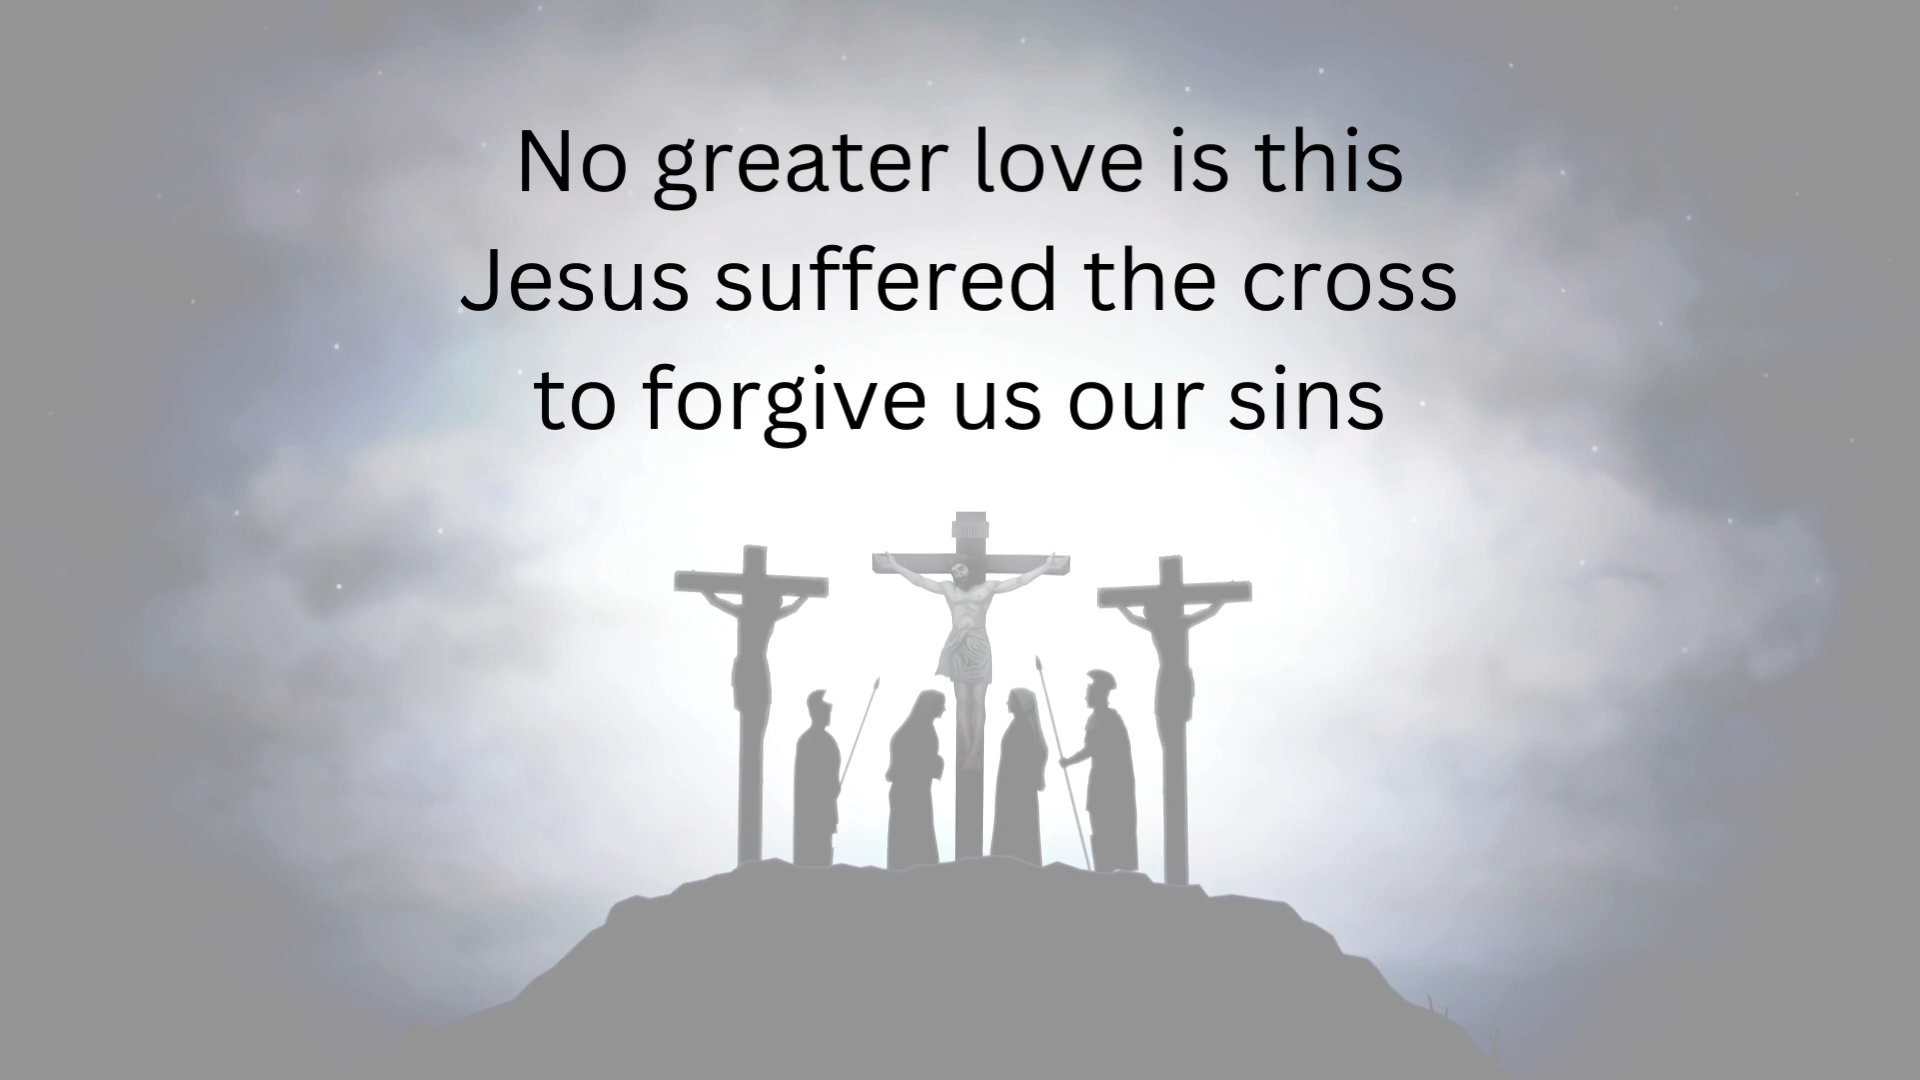 No greater love is this
Jesus suffered the cross
to forgive us our sins